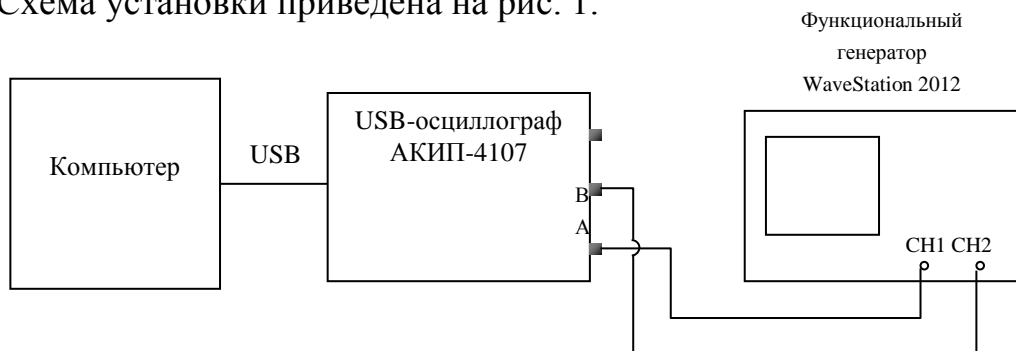 Схема установки приведена на рис. 1.
Функциональный
генератор
WaveStation 2012
USB-осциллограф
АКИП-4107
Компьютер
USB
B
A
CH1 CH2